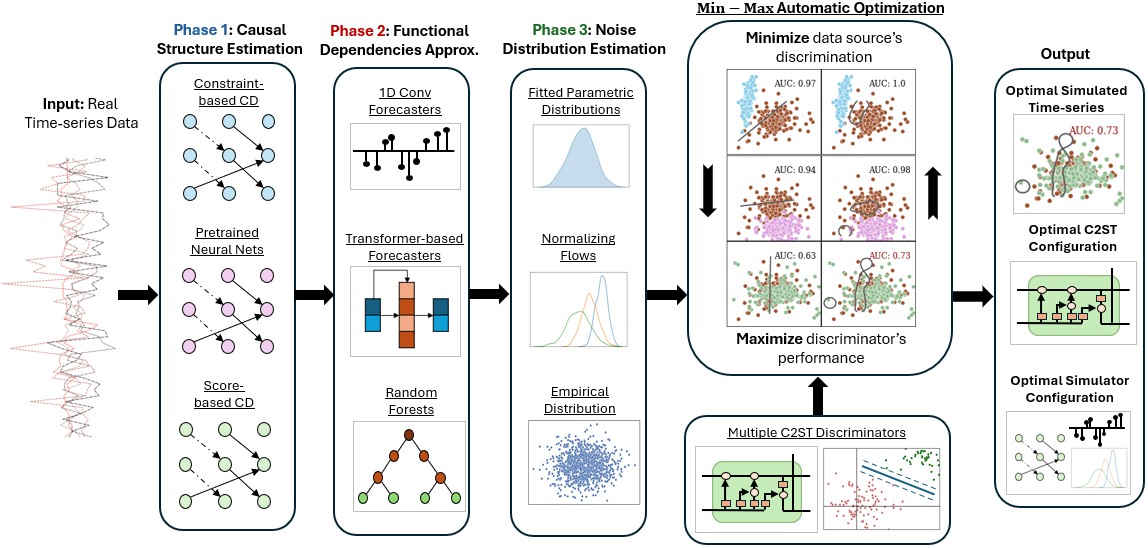 Input: Real
Time-series Data
Phase 1: Causal
Structure Estimation
Constraint-
based CD
Pretrained
Neural Nets
Score-
based CD
Phase 2: Functional
Dependencies Approx.
1D Conv
Forecasters
Transformer-based
Forecasters
Random
Forests
Phase 3: Noise
Distribution Estimation
Fitted Parametric
Distributions
Normalizing
Flows
Empirical
Distribution
Min – Max Automatic Optimization
Minimize data source's
discrimination
AUC: 0.97
AUC: 1.0
AUC: 0.94
AUC: 0.98
AUC: 0.63
AUC: 0.73
Maximize discriminator's
performance
Multiple C2ST Discriminators
Output
Optimal Simulated
Time-series
AUC: 0.73
Optimal C2ST
Configuration
Optimal Simulator
Configuration